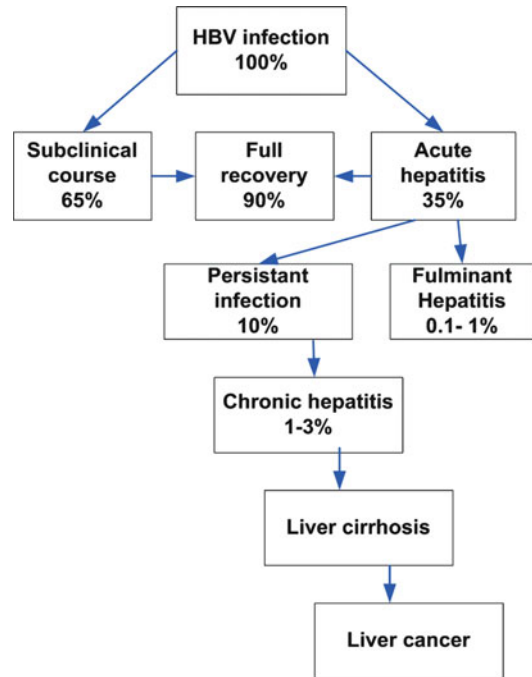 HBV infection
100%
Subclinical
course
65%
Full
recovery
90%
Acute
hepatitis
35%
Persistant
infection
10%
Fulminant
Hepatitis
0.1- 1%
Chronic hepatitis
1-3%
Liver cirrhosis
Liver cancer